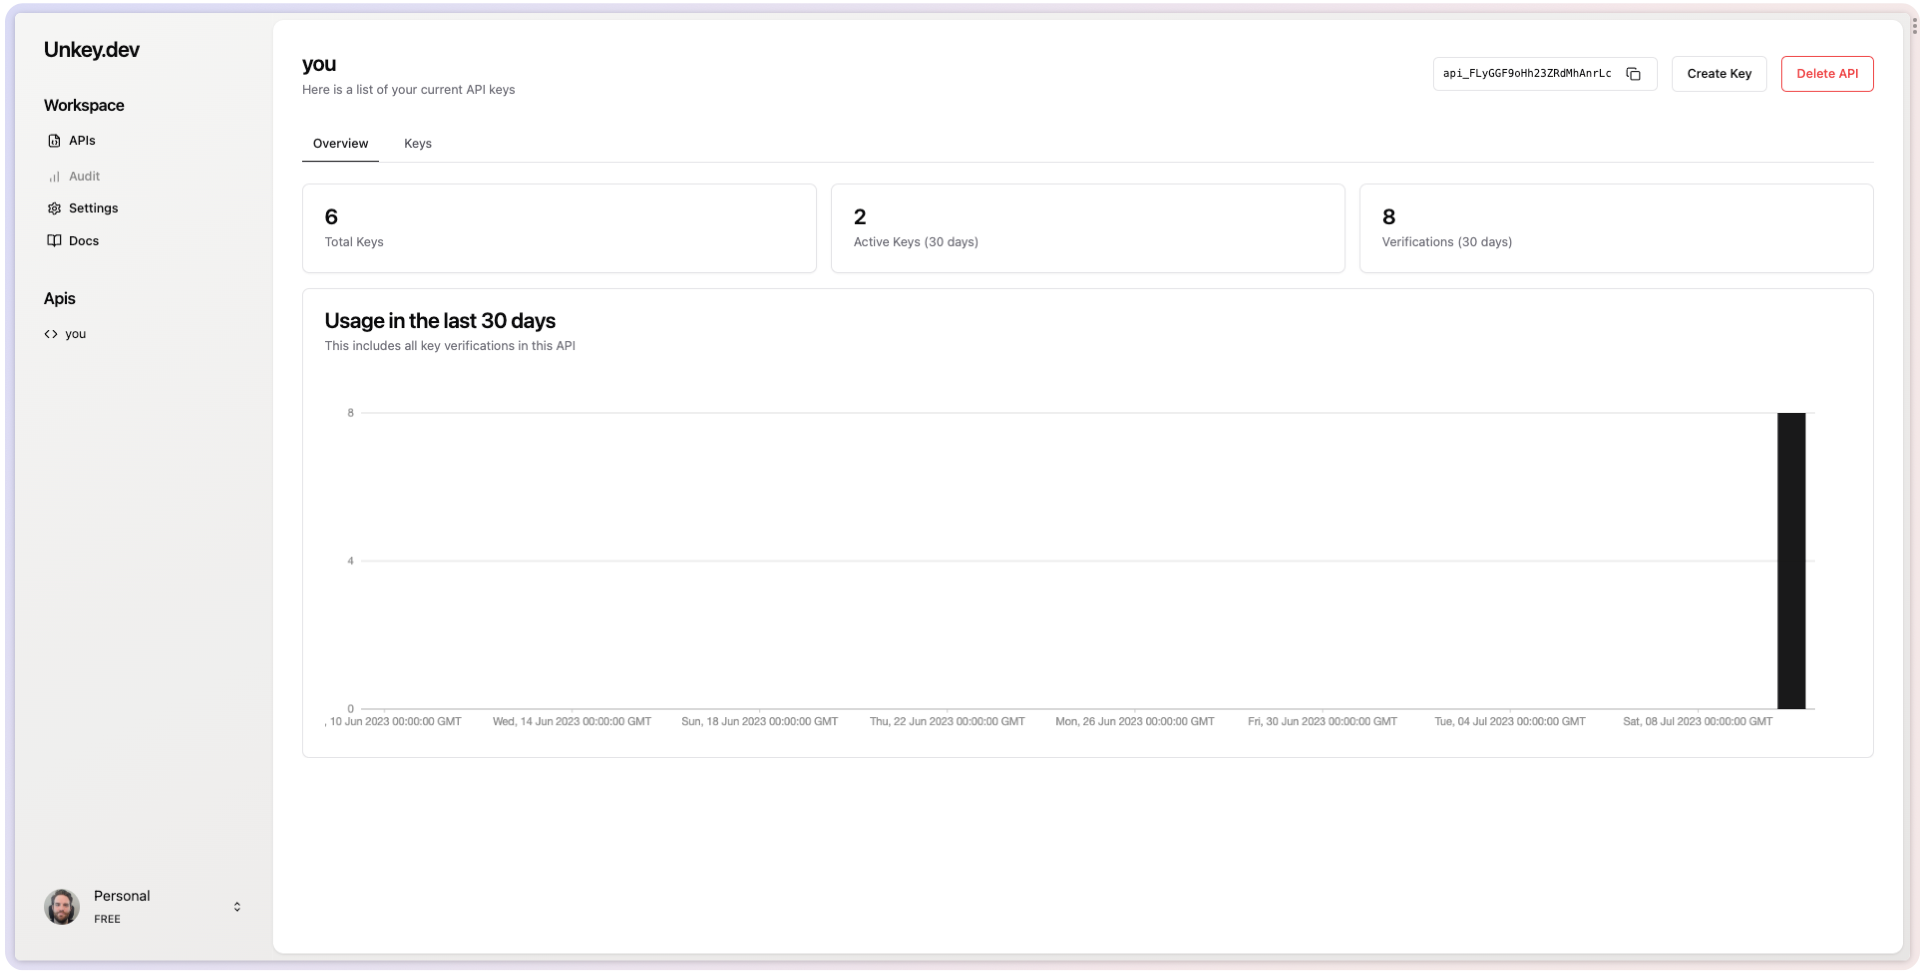 Unkey.dev
Workspace
APIs
Audit
Settings
Docs
Apis
you
Personal
FREE
you
Here is a list of your current API keys
api_FLyGGF9oHh23ZRdMhAnrLc
Create Key
Delete API
Overview
Keys
6
Total Keys
2
Active Keys (30 days)
8
Verifications (30 days)
Usage in the last 30 days
This includes all key verifications in this API
8
4
0
, 10 Jun 2023 00:00:00 GMT
Wed, 14 Jun 2023 00:00:00 GMT
Sun, 18 Jun 2023 00:00:00 GMT
Thu, 22 Jun 2023 00:00:00 GMT
Mon, 26 Jun 2023 00:00:00 GMT
Fri, 30 Jun 2023 00:00:00 GMT
Tue, 04 Jul 2023 00:00:00 GMT
Sat, 08 Jul 2023 00:00:00 GMT